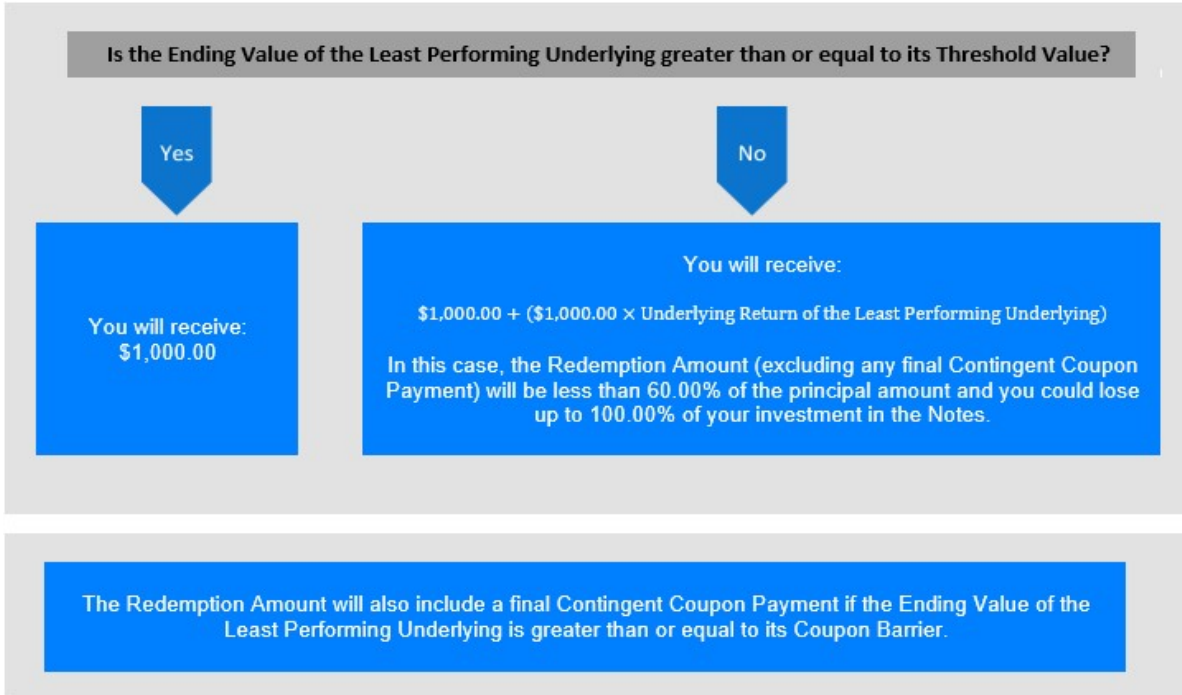 Is the Ending Value of the Least Performing Underlying greater than or equal to its Threshold Value?
Yes
No
You will receive:
$1,000.00
You will receive:
$1,000.00 + ($1,000.00 × Underlying Return of the Least Performing Underlying)
In this case, the Redemption Amount (excluding any final Contingent Coupon
Payment) will be less than 60.00% of the principal amount and you could lose
up to 100.00% of your investment in the Notes.
The Redemption Amount will also include a final Contingent Coupon Payment if the Ending Value of the
Least Performing Underlying is greater than or equal to its Coupon Barrier.